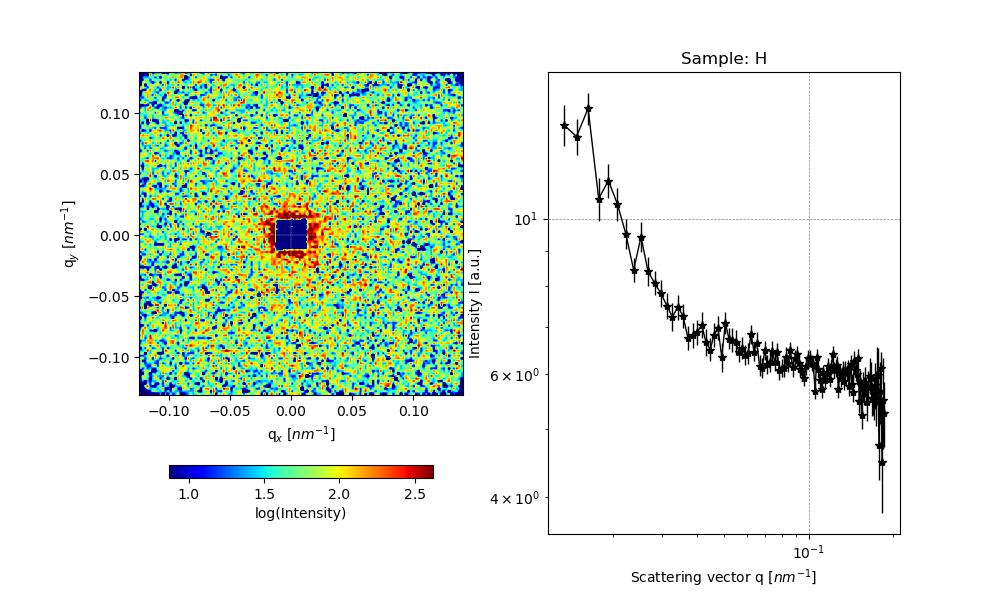 Sample: H
0.10
0.05
0.00
−0.05
−0.10
q_y [nm^{−1}]
−0.10 −0.05 0.00 0.05 0.10
q_x [nm^{−1}]
1.0 1.5 2.0 2.5
log(Intensity)
Intensity I [a.u.]
10^1
6 × 10^0
4 × 10^0
10^{−1}
Scattering vector q [nm^{−1}]